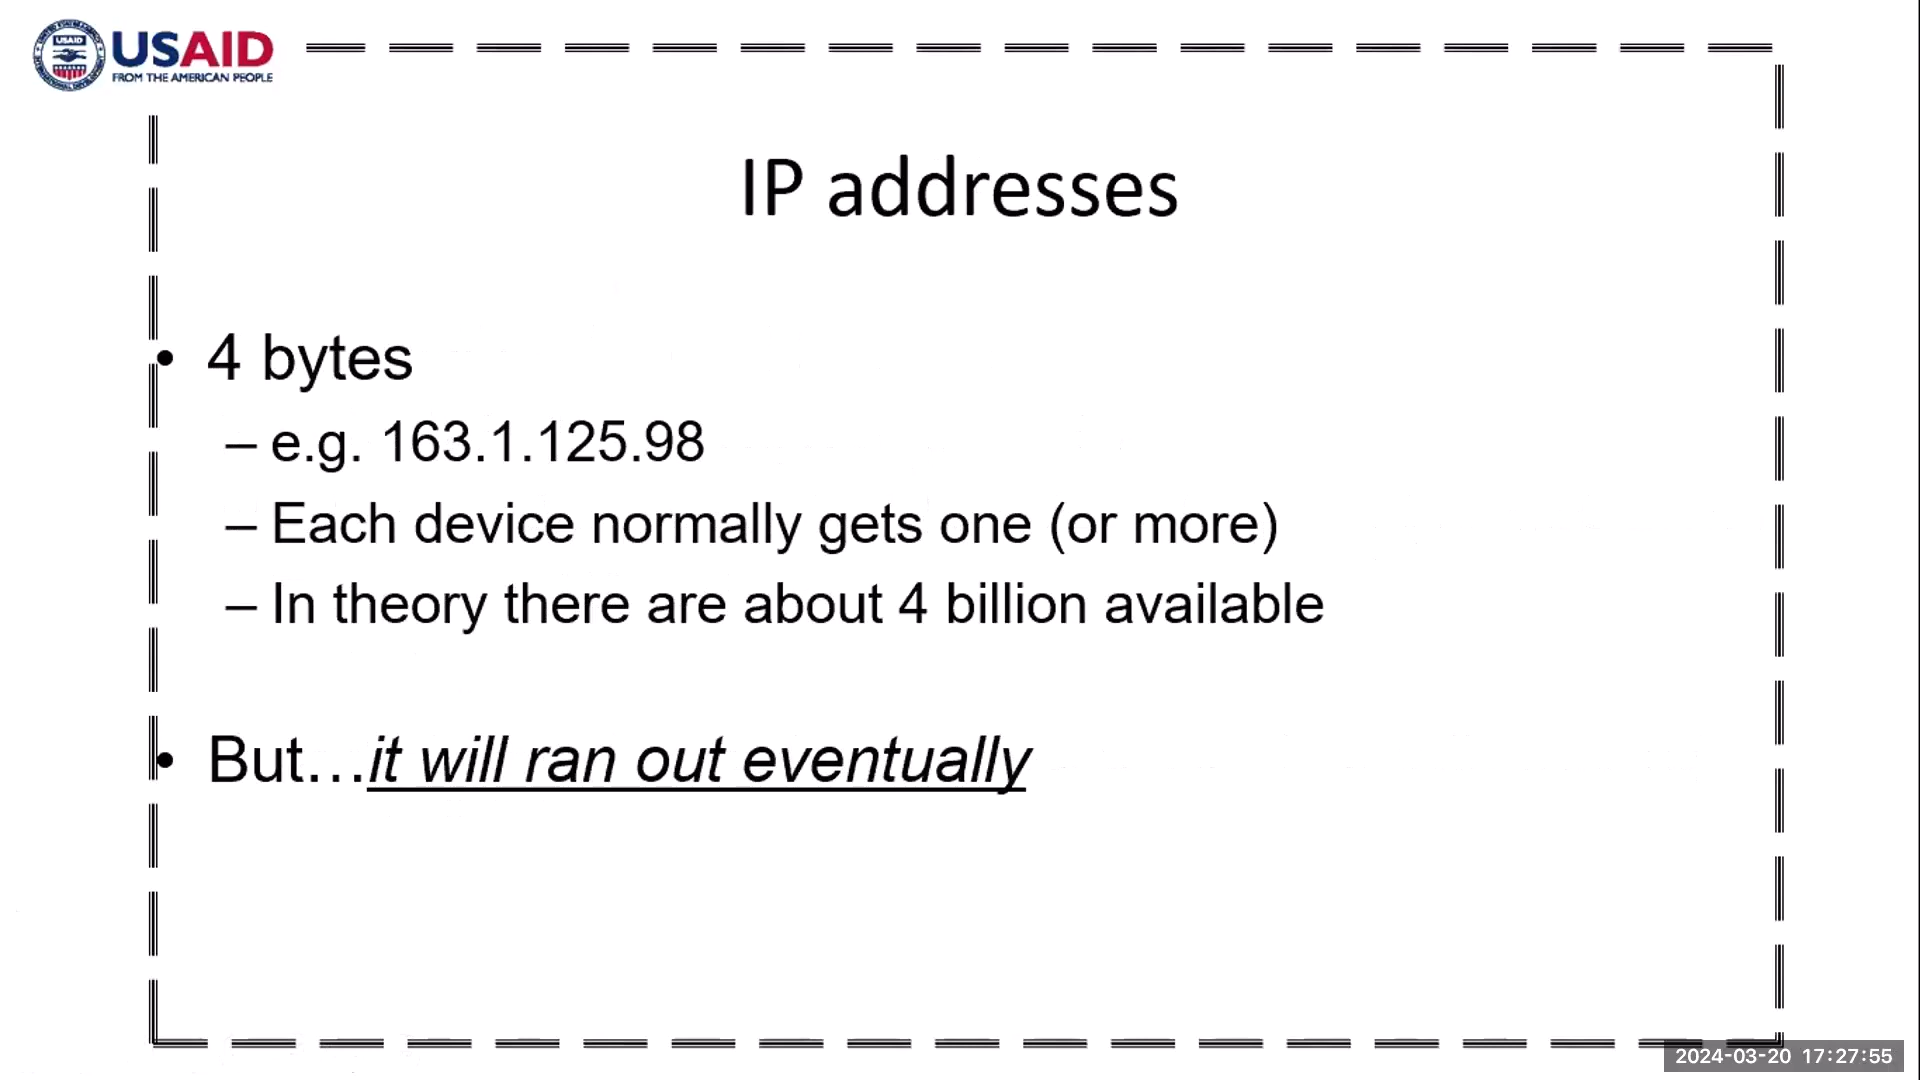 USAID
FROM THE AMERICAN PEOPLE
IP addresses
• 4 bytes
– e.g. 163.1.125.98
– Each device normally gets one (or more)
– In theory there are about 4 billion available
• But…it will ran out eventually
2024-03-20 17:27:55